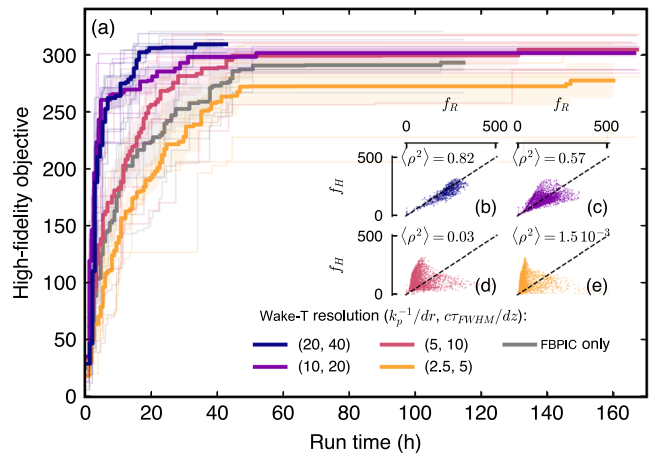 (a)
High-fidelity objective
300
250
200
150
100
50
0
0 20 40 60 80 100 120 140 160
Run time (h)
f_R f_R
0 500 0 500
500
0
f_H
⟨ρ²⟩ = 0.82
(b)
⟨ρ²⟩ = 0.57
(c)
500
0
f_H
⟨ρ²⟩ = 0.03
(d)
⟨ρ²⟩ = 1.5 10⁻³
(e)
Wake-T resolution (k_p⁻¹/dr, cτ_FWHM/dz):
(20, 40) (5, 10) FBPIC only
(10, 20) (2.5, 5)